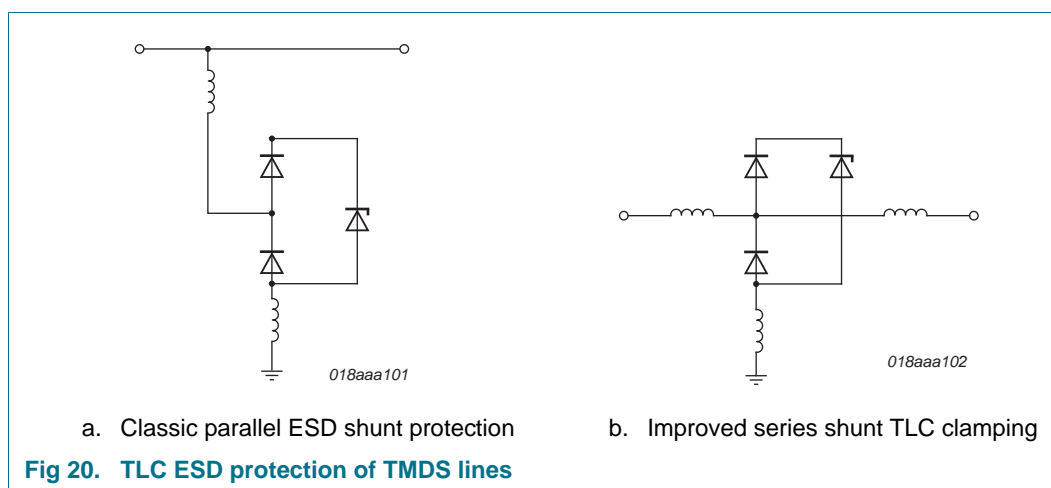 018aaa101
018aaa102
a. Classic parallel ESD shunt protection
b. Improved series shunt TLC clamping
Fig 20. TLC ESD protection of TMDS lines